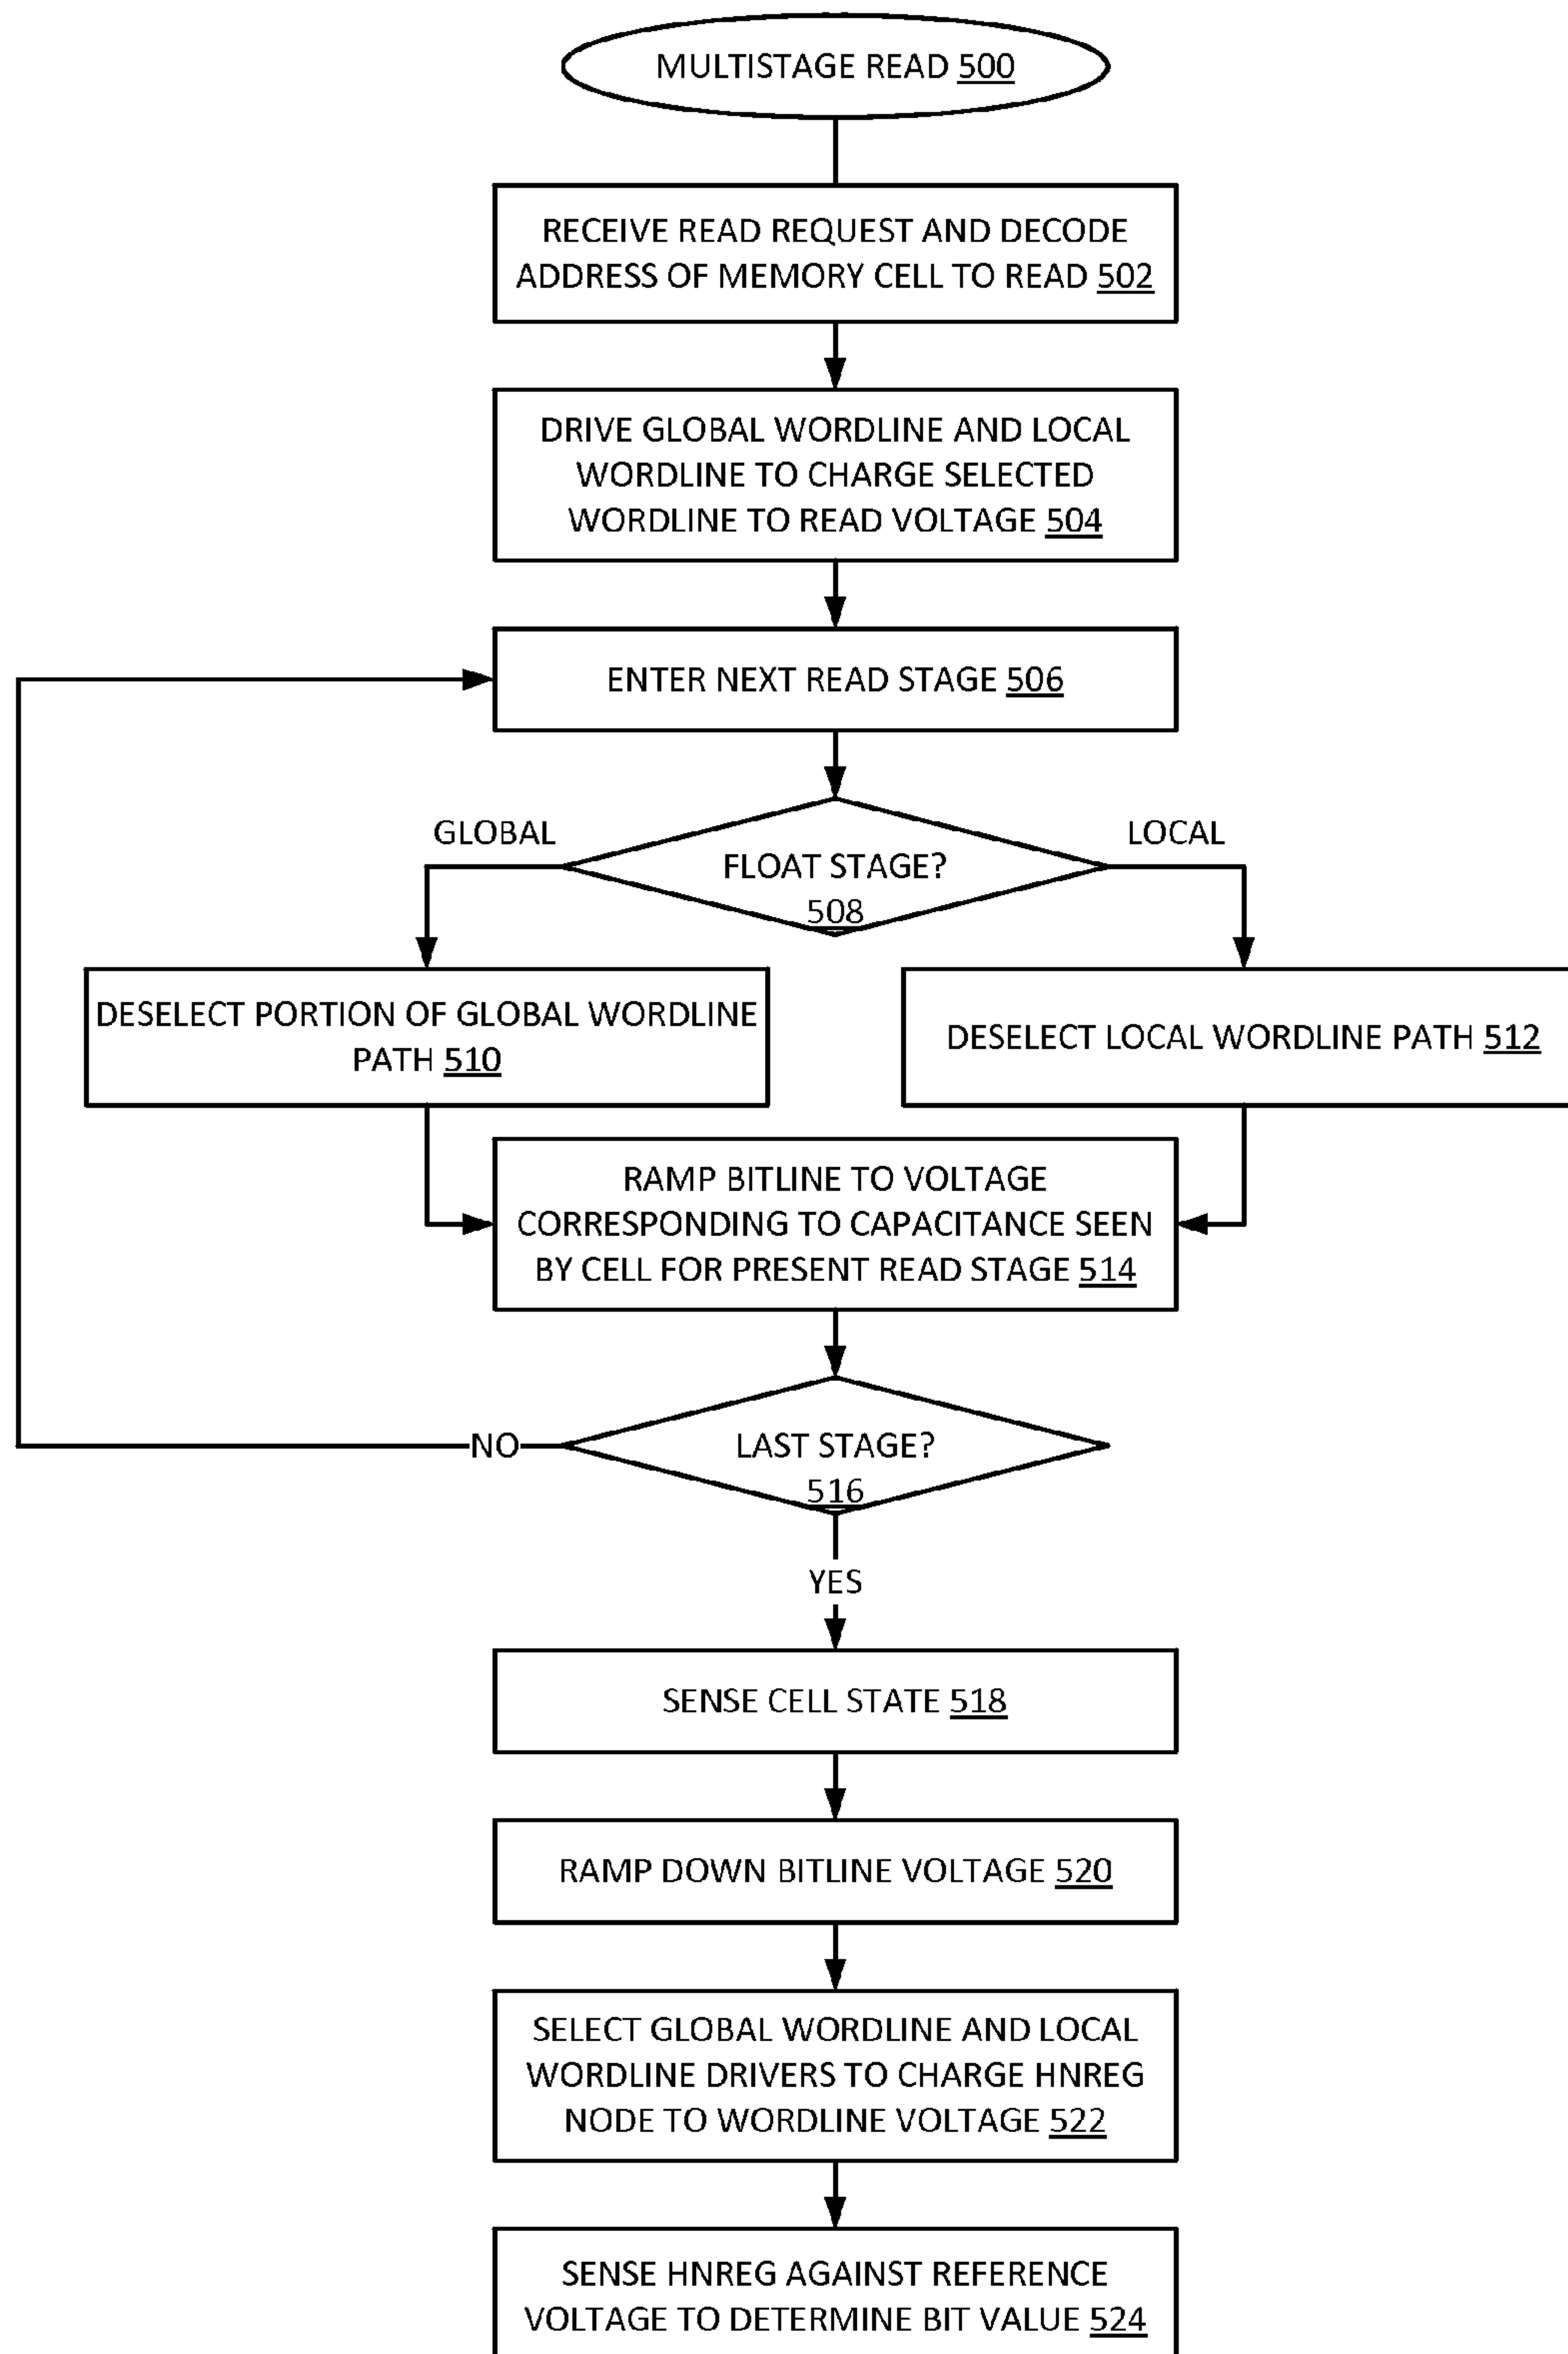 MULTISTAGE READ 500
RECEIVE READ REQUEST AND DECODE
ADDRESS OF MEMORY CELL TO READ 502
DRIVE GLOBAL WORDLINE AND LOCAL
WORDLINE TO CHARGE SELECTED
WORDLINE TO READ VOLTAGE 504
ENTER NEXT READ STAGE 506
GLOBAL
LOCAL
FLOAT STAGE?
508
DESELECT PORTION OF GLOBAL WORDLINE
PATH 510
DESELECT LOCAL WORDLINE PATH 512
RAMP BITLINE TO VOLTAGE
CORRESPONDING TO CAPACITANCE SEEN
BY CELL FOR PRESENT READ STAGE 514
NO
LAST STAGE?
516
YES
SENSE CELL STATE 518
RAMP DOWN BITLINE VOLTAGE 520
SELECT GLOBAL WORDLINE AND LOCAL
WORDLINE DRIVERS TO CHARGE HNREG
NODE TO WORDLINE VOLTAGE 522
SENSE HNREG AGAINST REFERENCE
VOLTAGE TO DETERMINE BIT VALUE 524